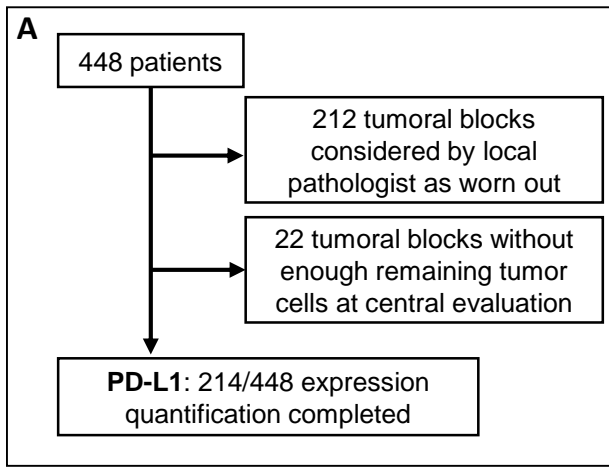 A
448 patients
212 tumoral blocks
considered by local
pathologist as worn out
22 tumoral blocks without
enough remaining tumor
cells at central evaluation
PD-L1: 214/448 expression
quantification completed